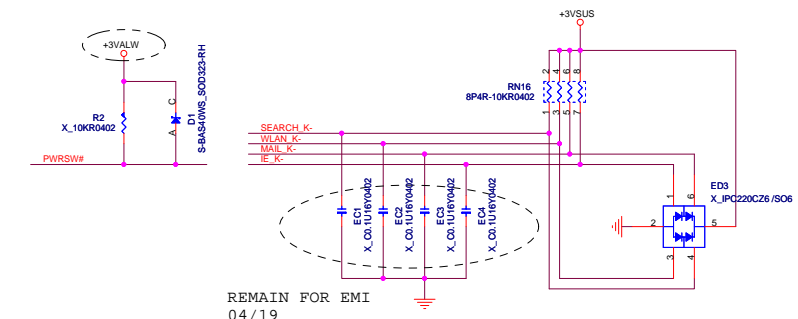 +3VSUS
+3VALW
R2
X_10KR0402
C
A
D1
S-BAS40WS_SOD323-RH
PWRSW#
RN16
8P4R-10KR0402
2
4
6
8
1
3
5
7
SEARCH_K-
WLAN_K-
MAIL_K-
IE_K-
EC1
X_C0.1U16Y0402
EC2
X_C0.1U16Y0402
EC3
X_C0.1U16Y0402
EC4
X_C0.1U16Y0402
ED3
X_IPC220CZ6/SO6
1
6
2
5
3
4
REMAIN FOR EMI
04/19